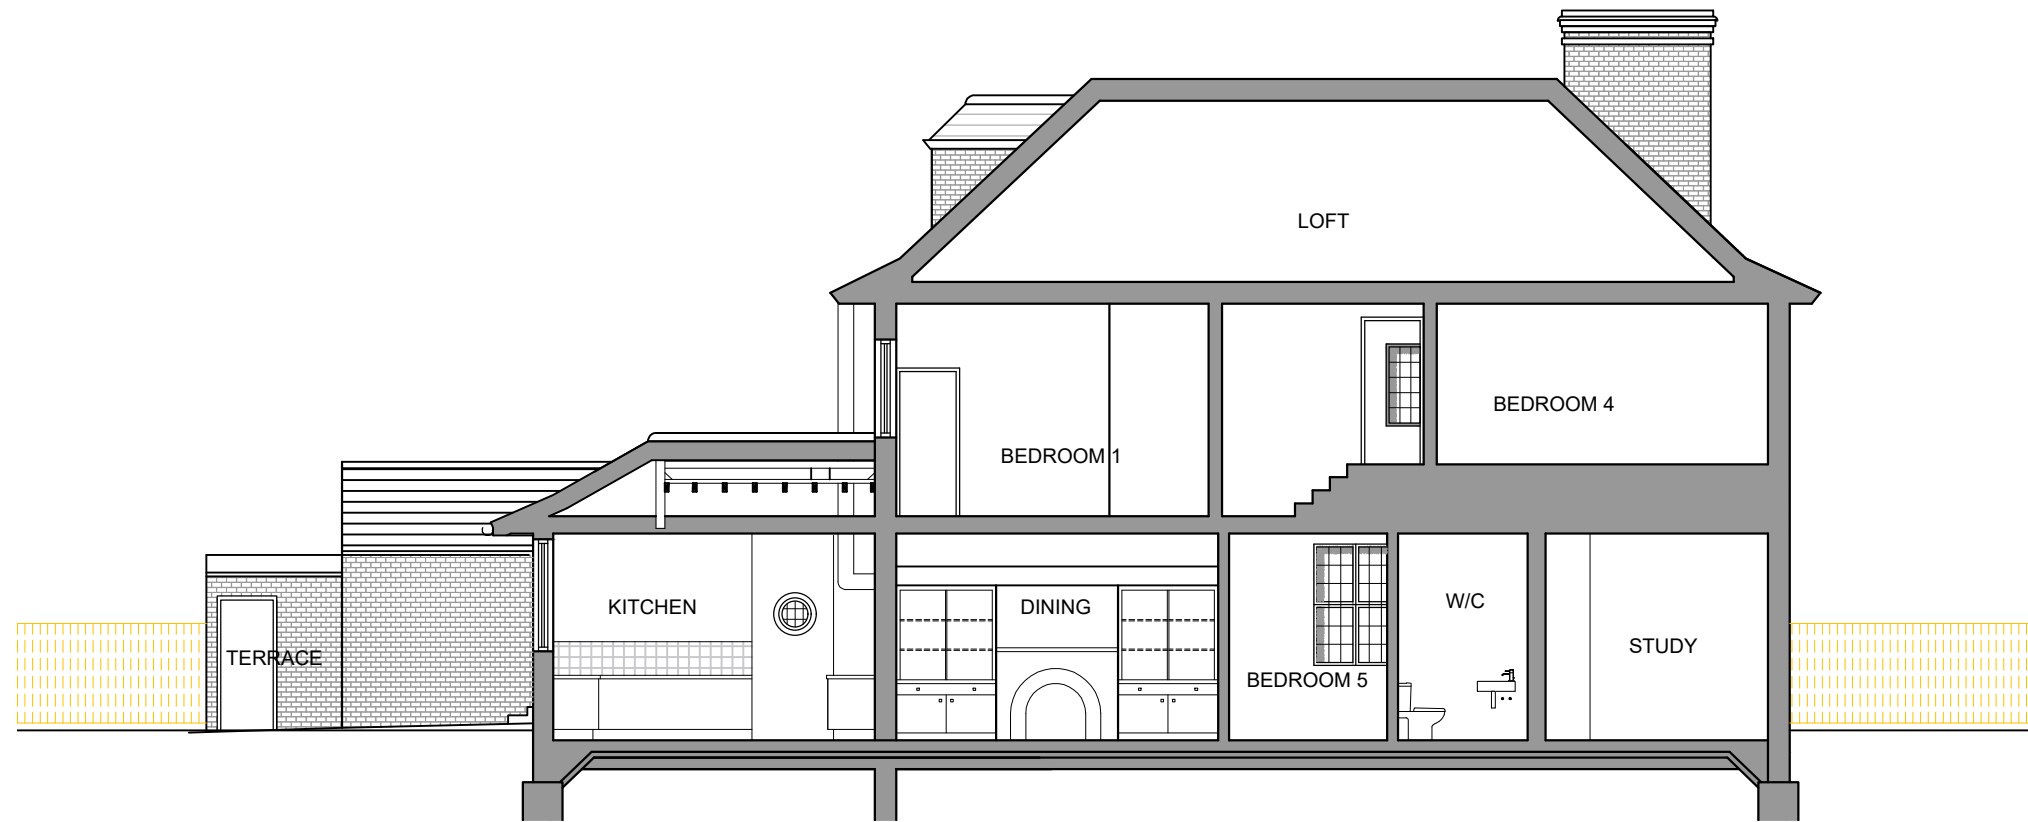 LOFT
BEDROOM 4
BEDROOM 1
KITCHEN
DINING
W/C
TERRACE
STUDY
BEDROOM 5